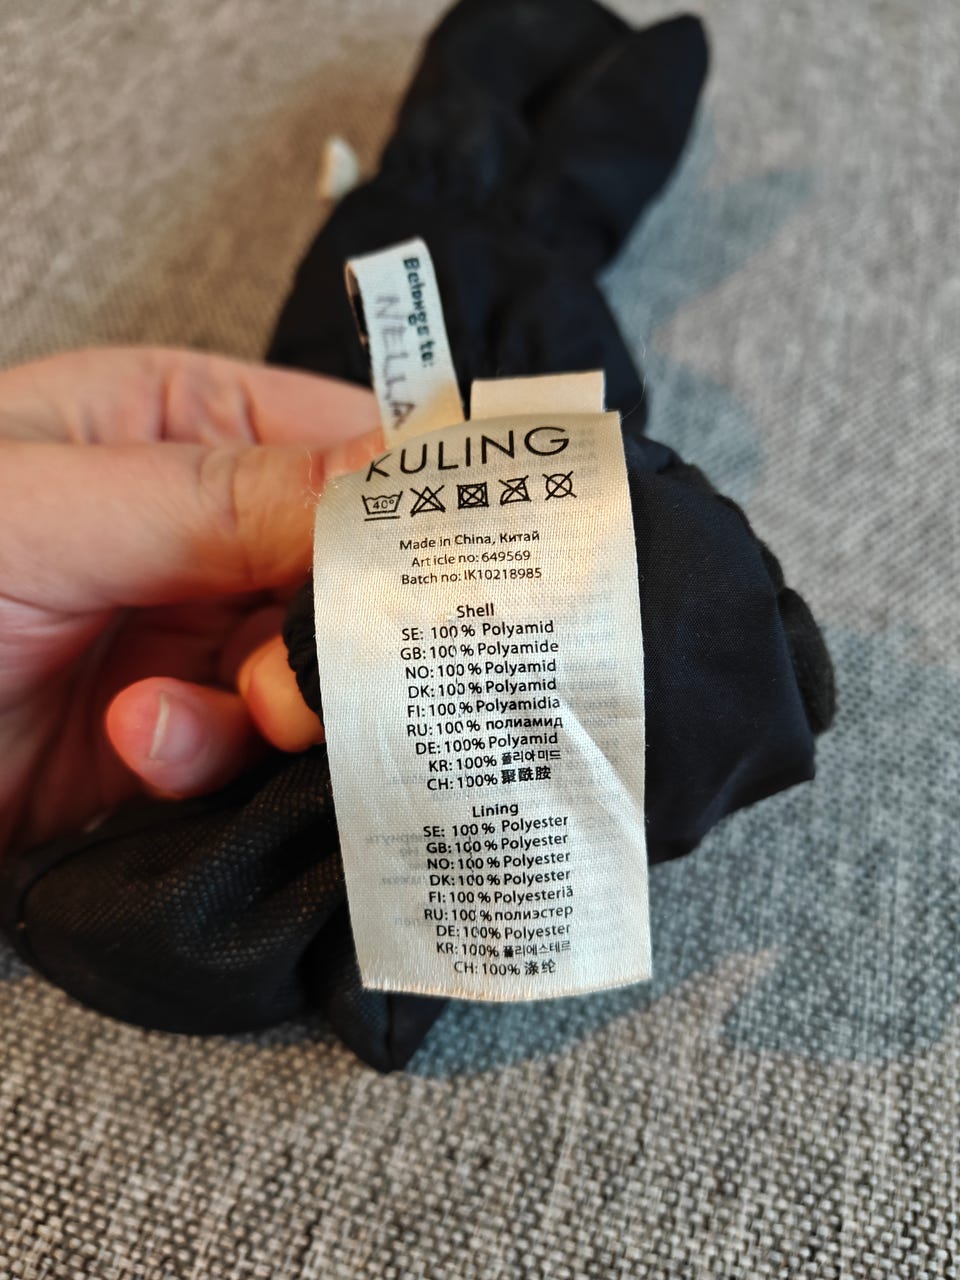 Belongs to:
NELLA
KULING
40°
Made in China, Китай
Article no: 649569
Batch no: IK10218985
Shell
SE: 100% Polyamid
GB: 100% Polyamide
NO: 100% Polyamid
DK: 100% Polyamid
FI: 100% Polyamidia
RU: 100% полиамид
DE: 100% Polyamid
KR: 100% 폴리아미드
CH: 100% 聚酰胺
Lining
SE: 100% Polyester
GB: 100% Polyester
NO: 100% Polyester
DK: 100% Polyester
FI: 100% Polyesteriä
RU: 100% полиэстер
DE: 100% Polyester
KR: 100% 폴리에스테르
CH: 100% 涤纶